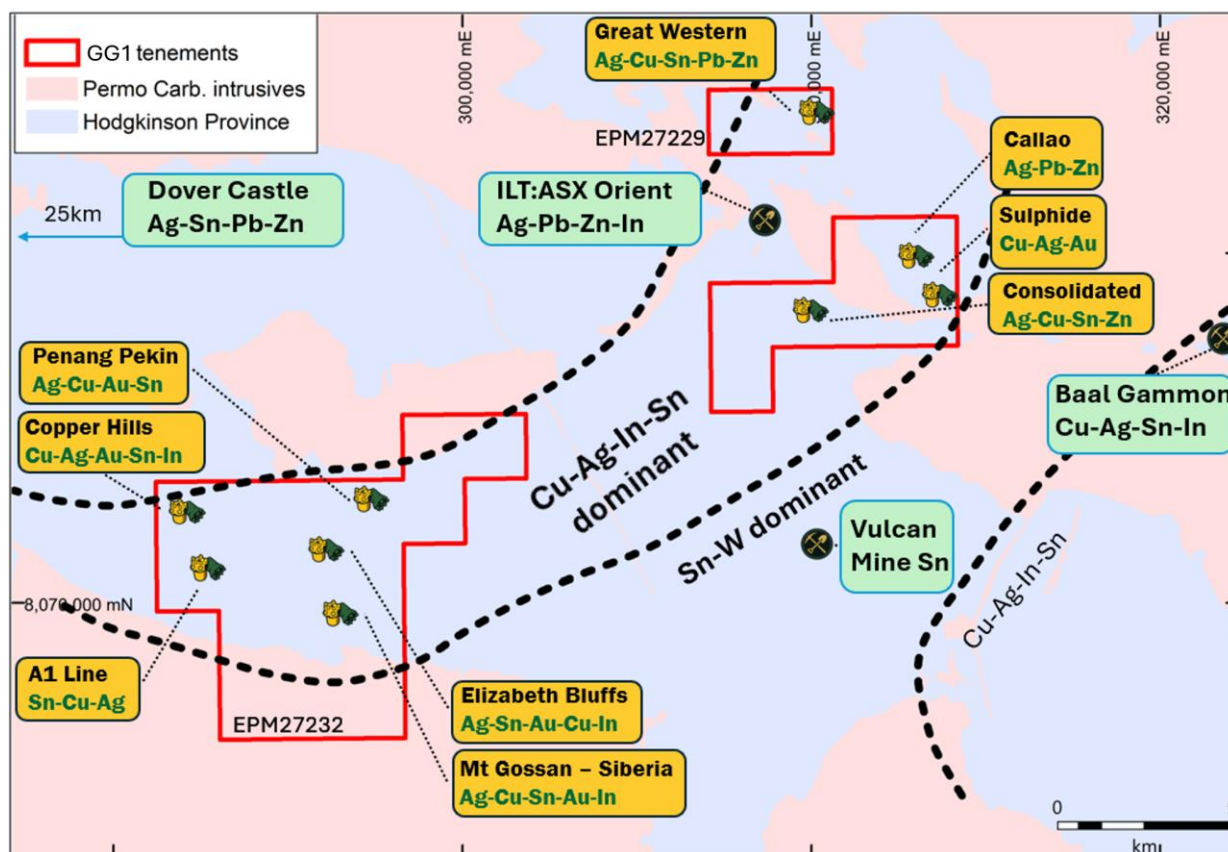 GG1 tenements
Permo Carb. intrusives
Hodgkinson Province
300,000 mE
0,000 mE
320,000 mE
Great Western
Ag-Cu-Sn-Pb-Zn
EPM27229
Callao
Ag-Pb-Zn
Dover Castle
Ag-Sn-Pb-Zn
25km
ILT:ASX Orient
Ag-Pb-Zn-In
Sulphide
Cu-Ag-Au
Consolidated
Ag-Cu-Sn-Zn
Penang Pekin
Ag-Cu-Au-Sn
Copper Hills
Cu-Ag-Au-Sn-In
Baal Gammon
Cu-Ag-Sn-In
Cu-Ag-In-Sn
dominant
Sn-W dominant
Vulcan
Mine Sn
Cu-Ag-In-Sn
8,070,000 mN
A1 Line
Sn-Cu-Ag
EPM27232
Elizabeth Bluffs
Ag-Sn-Au-Cu-In
Mt Gossan – Siberia
Ag-Cu-Sn-Au-In
0
km